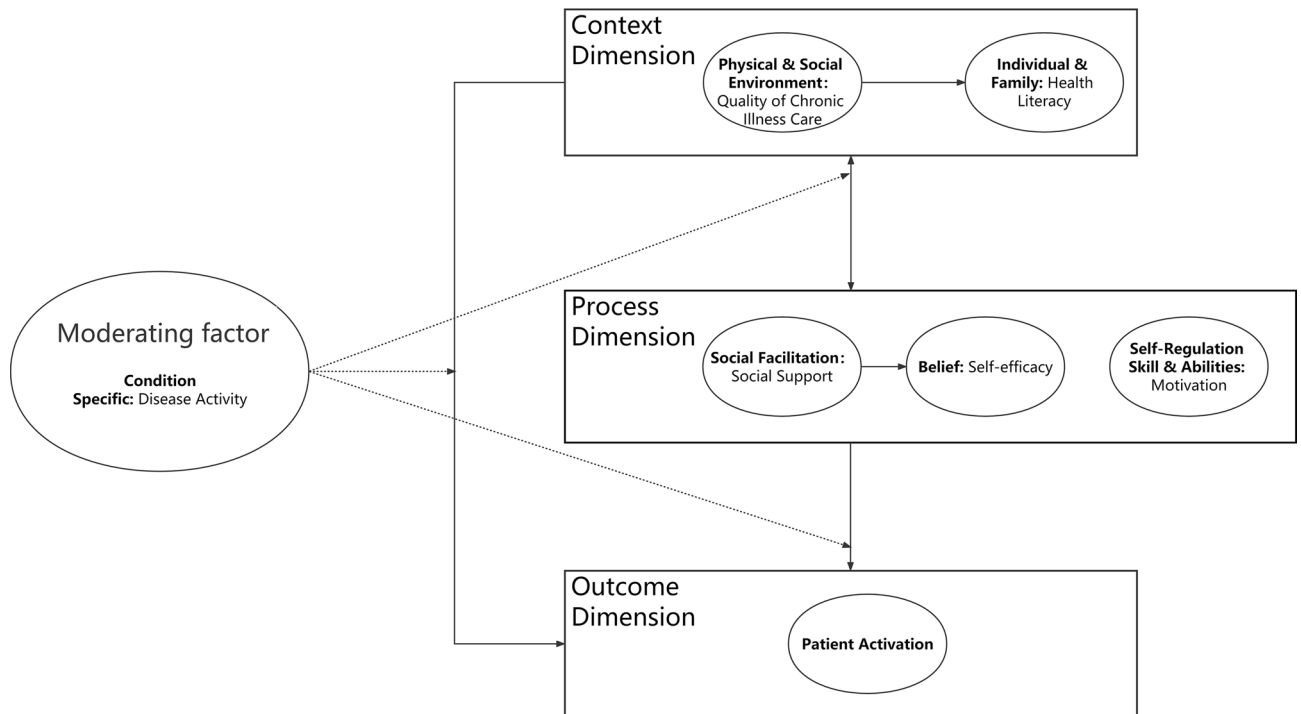 Context
Dimension
Physical & Social
Environment:
Quality of Chronic
Illness Care
Individual &
Family: Health
Literacy
Moderating factor
Condition
Specific: Disease Activity
Process
Dimension
Social Facilitation:
Social Support
Belief: Self-efficacy
Self-Regulation
Skill & Abilities:
Motivation
Outcome
Dimension
Patient Activation